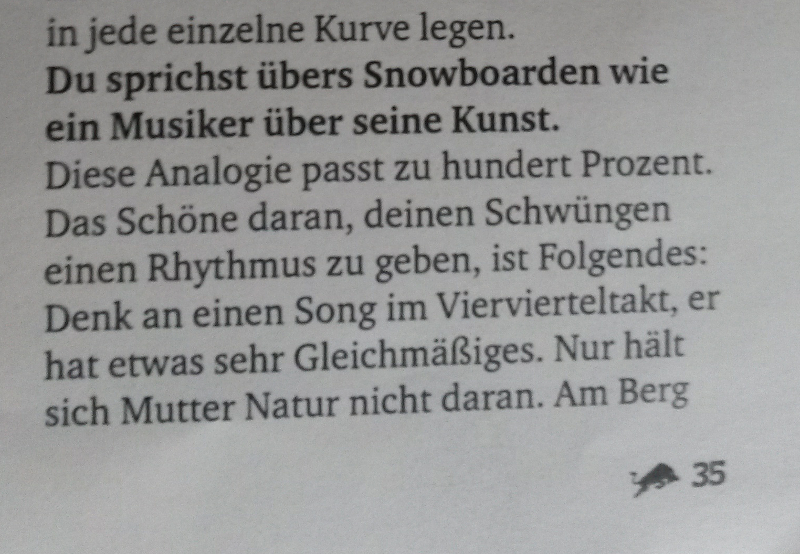 in jede einzelne Kurve legen.
Du sprichst übers Snowboarden wie
ein Musiker über seine Kunst.
Diese Analogie passt zu hundert Prozent.
Das Schöne daran, deinen Schwüngen
einen Rhythmus zu geben, ist Folgendes:
Denk an einen Song im Viervierteltakt, er
hat etwas sehr Gleichmäßiges. Nur hält
sich Mutter Natur nicht daran. Am Berg
35